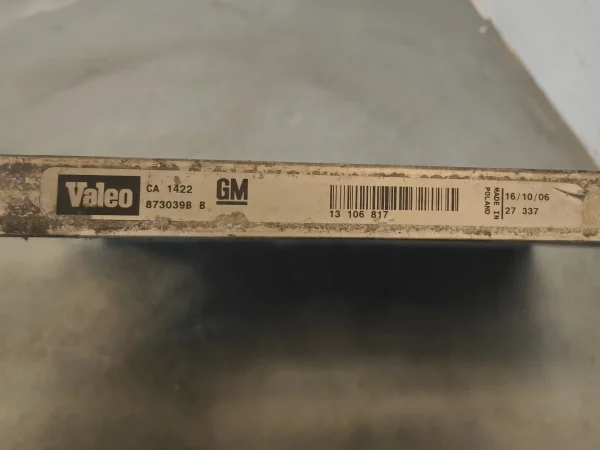 Valeo
CA 1422
8730398 B
GM
13 106 817
MADE IN
POLAND
16/10/06
27 337